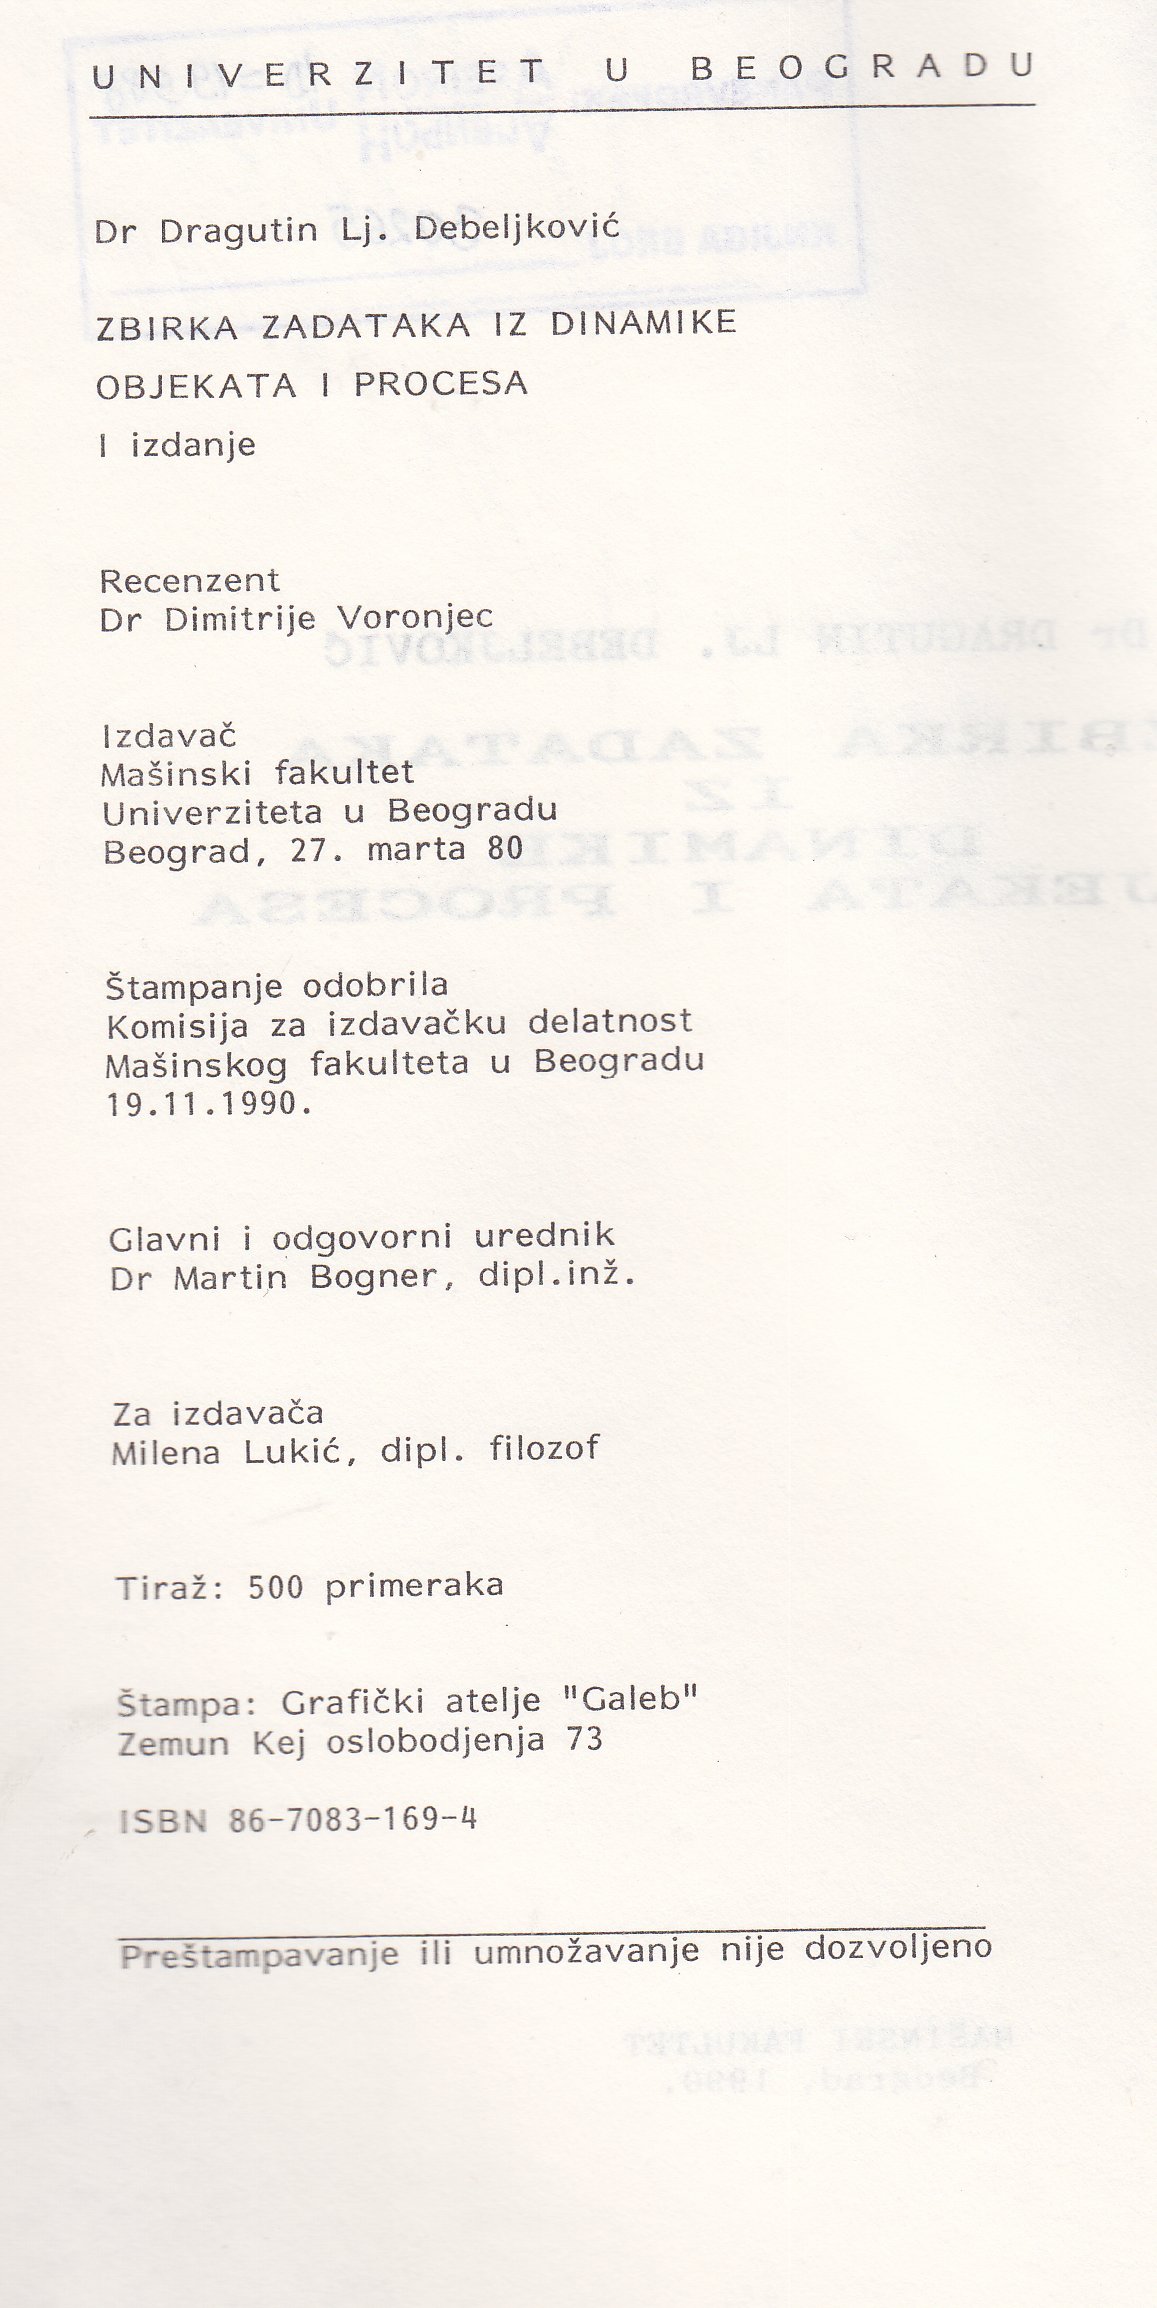 UNIVERZITET U BEOGRADU
Dr Dragutin Lj. Debeljković
ZBIRKA ZADATAKA IZ DINAMIKE
OBJEKATA I PROCESA
I izdanje
Recenzent
Dr Dimitrije Voronjec
Izdavač
Mašinski fakultet
Univerziteta u Beogradu
Beograd, 27. marta 80
Štampanje odobrila
Komisija za izdavačku delatnost
Mašinskog fakulteta u Beogradu
19.11.1990.
Glavni i odgovorni urednik
Dr Martin Bogner, dipl.inž.
Za izdavača
Milena Lukić, dipl. filozof
Tiraž: 500 primeraka
Štampa: Grafički atelje "Galeb"
Zemun Kej oslobodjenja 73
ISBN 86-7083-169-4
Preštampavanje ili umnožavanje nije dozvoljeno